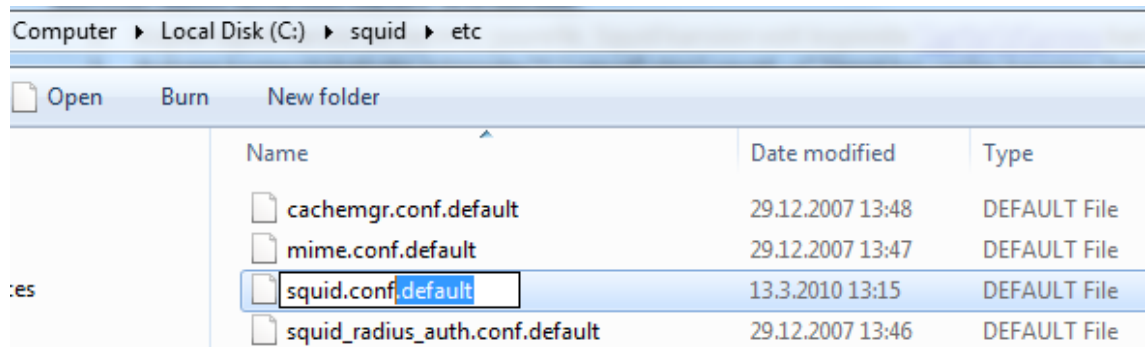 Computer ▸ Local Disk (C:) ▸ squid ▸ etc
Open Burn New folder
Name Date modified Type
cachemgr.conf.default 29.12.2007 13:48 DEFAULT File
mime.conf.default 29.12.2007 13:47 DEFAULT File
:es squid.conf.default 13.3.2010 13:15 DEFAULT File
squid_radius_auth.conf.default 29.12.2007 13:46 DEFAULT File